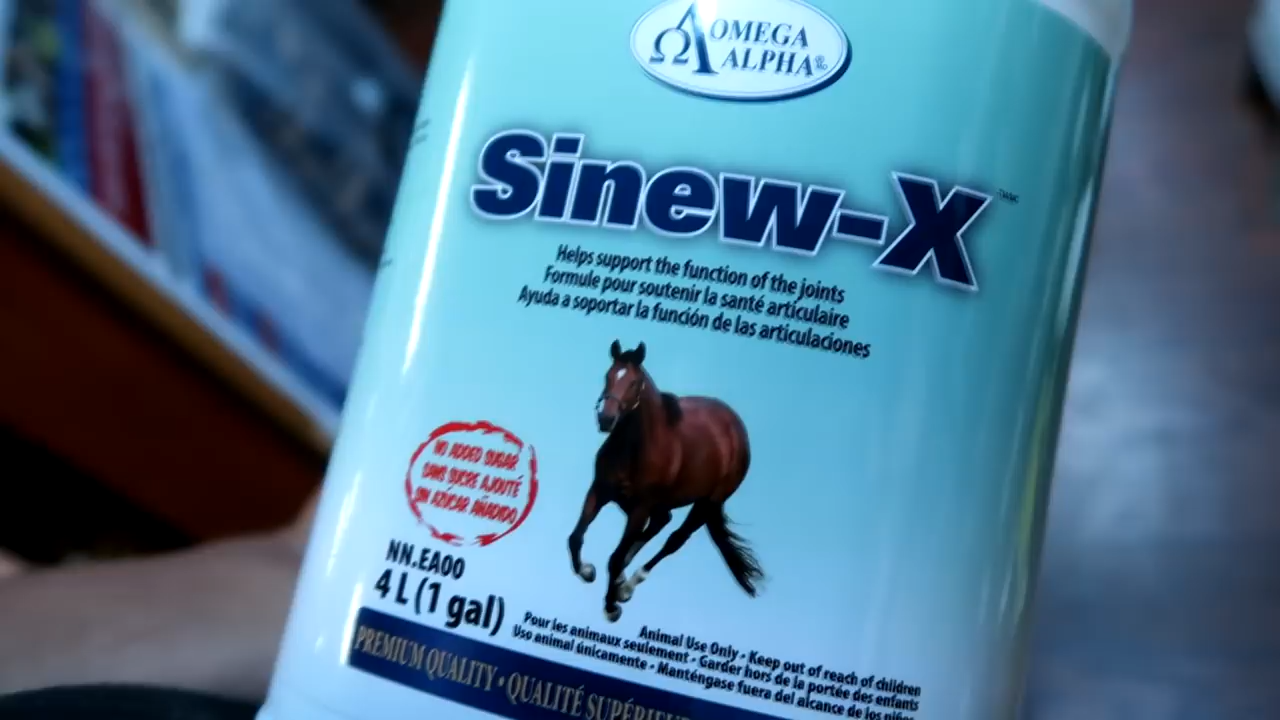 OMEGA
ALPHA®
Sinew-X
Helps support the function of the joints
Formule pour soutenir la santé articulaire
Ayuda a soportar la función de las articulaciones
NO ADDED SUGAR
SANS SUCRE AJOUTÉ
SIN AZÚCAR AÑADIDO
NN.EA00
4 L (1 gal)
Animal Use Only - Keep out of reach of children
Pour les animaux seulement - Garder hors de la portée des enfants
Uso animal únicamente - Manténgase fuera del alcance de los niños
PREMIUM QUALITY • QUALITÉ